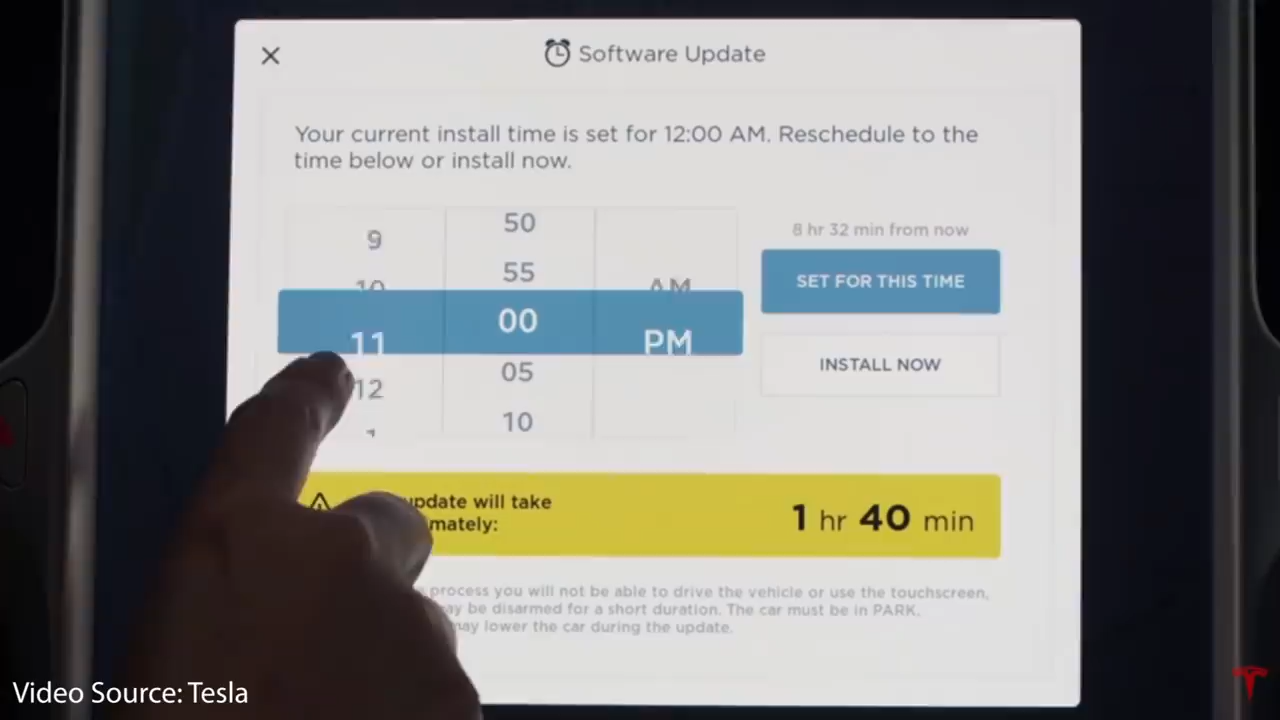 Software Update
Your current install time is set for 12:00 AM. Reschedule to the
time below or install now.
9
10
11
12
1
50
55
00
05
10
AM
PM
8 hr 32 min from now
SET FOR THIS TIME
INSTALL NOW
update will take
1 hr 40 min
process you will not be able to drive the vehicle or use the touchscreen,
be disarmed for a short duration. The car must be in PARK.
may lower the car during the update.
Video Source: Tesla